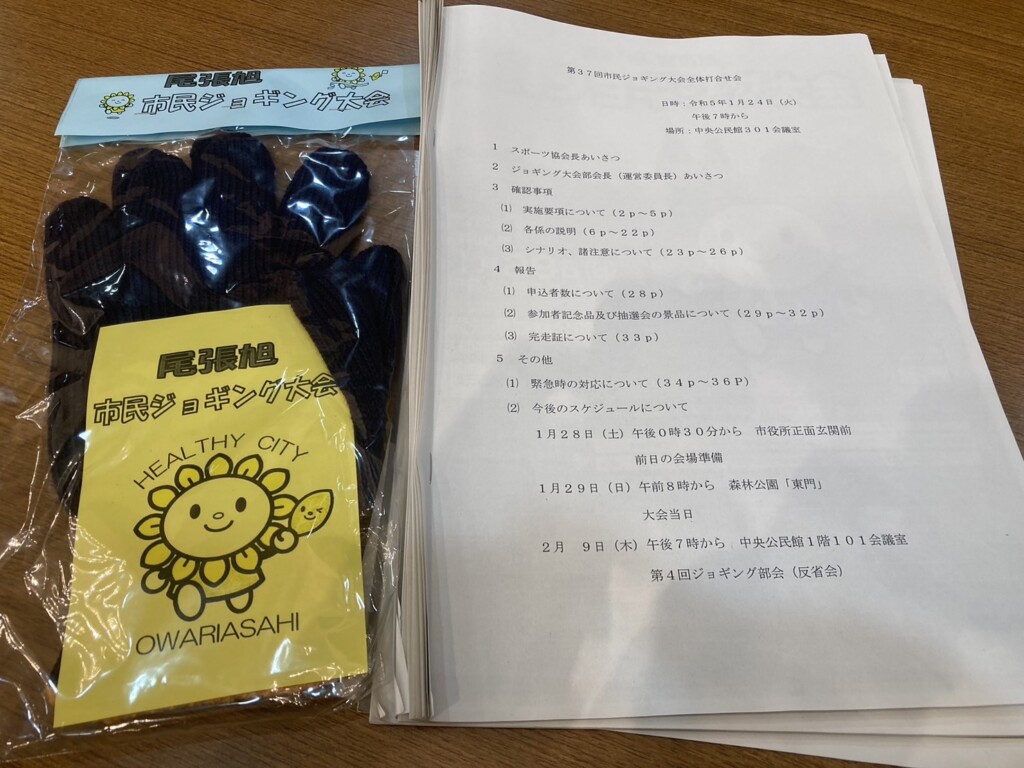 尾張旭
市民ジョギング大会
尾張旭
市民ジョギング大会
HEALTHY CITY
OWARIASAHI
第37回市民ジョギング大会全体打合せ会
日時：令和5年1月24日（火）
午後7時から
場所：中央公民館301会議室
1 スポーツ協会長あいさつ
2 ジョギング大会部会長（運営委員長）あいさつ
3 確認事項
⑴ 実施要項について（2p～5p）
⑵ 各係の説明（6p～22p）
⑶ シナリオ、諸注意について（23p～26p）
4 報告
⑴ 申込者数について（28p）
⑵ 参加者記念品及び抽選会の景品について（29p～32p）
⑶ 完走証について（33p）
5 その他
⑴ 緊急時の対応について（34p～36P）
⑵ 今後のスケジュールについて
1月28日（土）午後0時30分から 市役所正面玄関前
前日の会場準備
1月29日（日）午前8時から 森林公園「東門」
大会当日
2月 9日（木）午後7時から 中央公民館1階101会議室
第4回ジョギング部会（反省会）